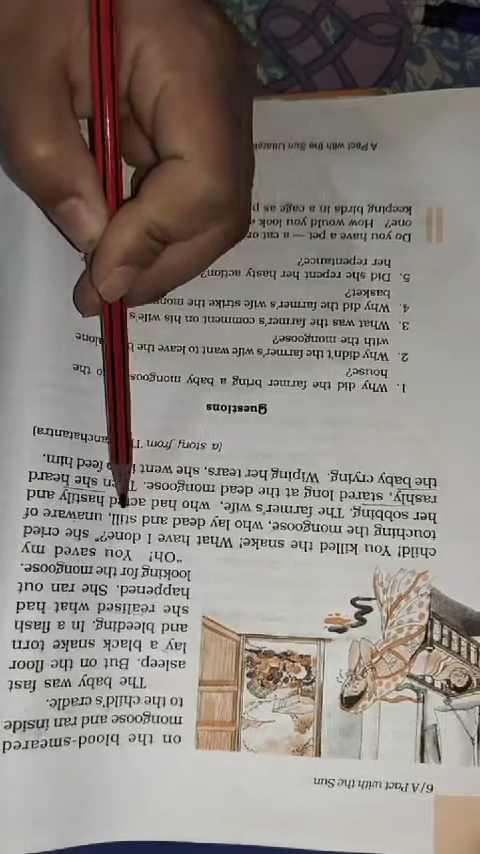 6/A Pact with the Sun
on the blood-smeared
mongoose and ran inside
to the child's cradle.
The baby was fast
asleep. But on the floor
lay a black snake torn
and bleeding. In a flash
she realised what had
happened. She ran out
looking for the mongoose.
"Oh! You saved my
child! You killed the snake! What have I done?" she cried
touching the mongoose, who lay dead and still, unaware of
her sobbing. The farmer's wife, who had acted hastily and
rashly, stared long at the dead mongoose. Then she heard
the baby crying. Wiping her tears, she went to feed him.
(a story from The Panchatantra)
Questions
1. Why did the farmer bring a baby mongoose to the
house?
2. Why didn't the farmer's wife want to leave the alone
with the mongoose?
3. What was the farmer's comment on his wife's
4. Why did the farmer's wife strike the
basket?
5. Did she repent her hasty action?
her repentance?
Do you have a pet — a cat or
one? How would you look
keeping birds in a cage as
A Pact with the Sun